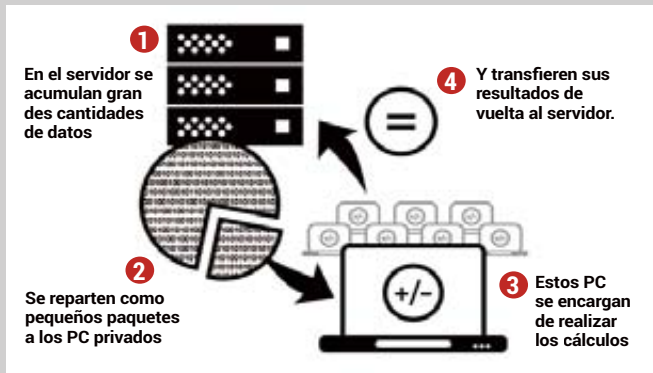 1
En el servidor se
acumulan gran
des cantidades
de datos
2
Se reparten como
pequeños paquetes
a los PC privados
+/-
3
Estos PC
se encargan
de realizar
los cálculos
=
4
Y transfieren sus
resultados de
vuelta al servidor.